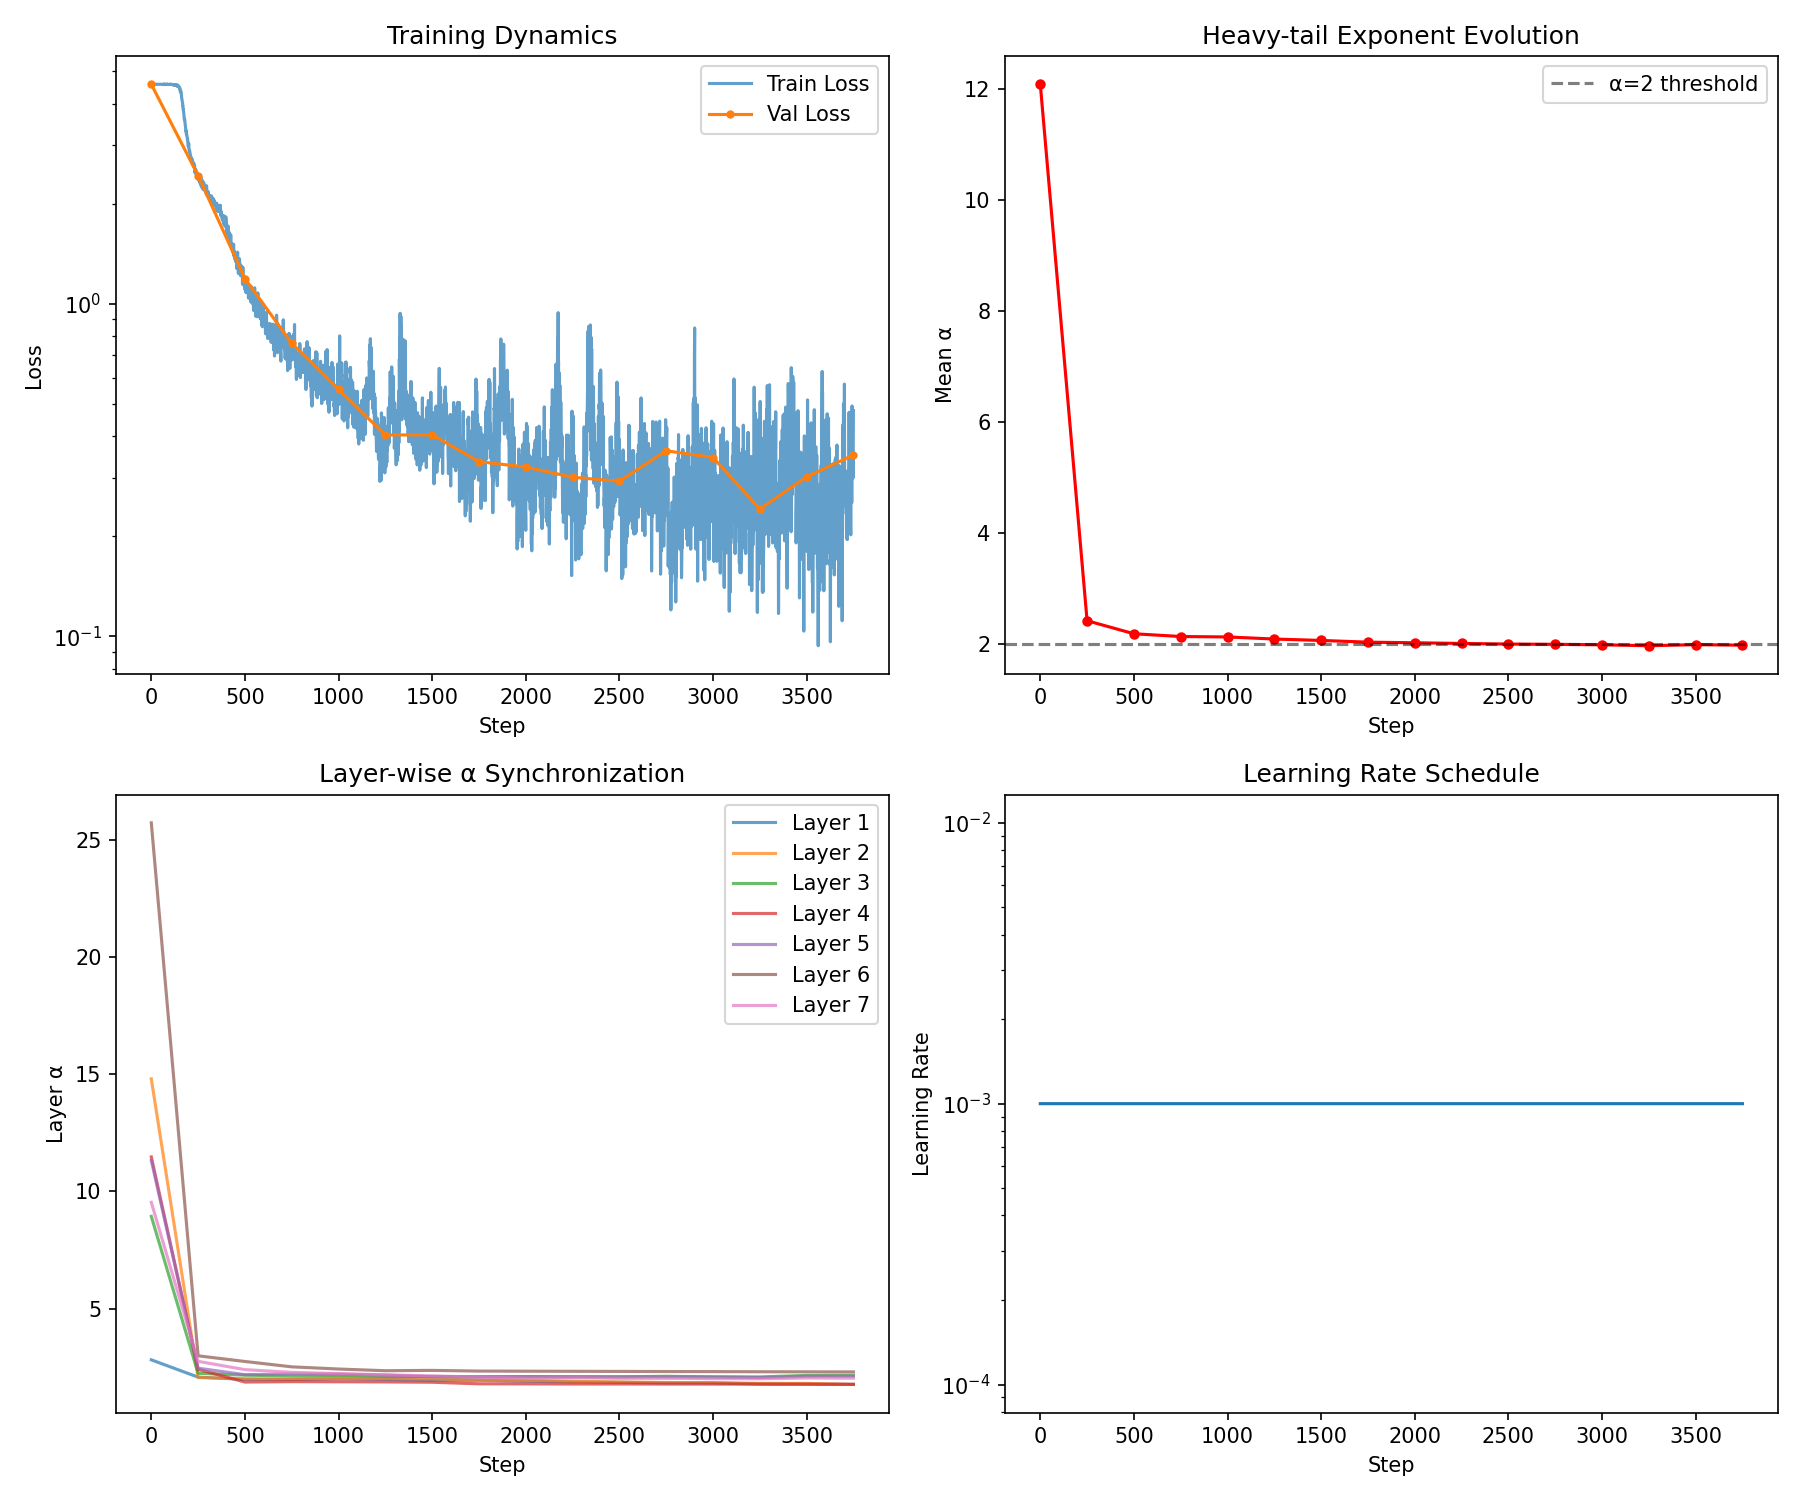 Training Dynamics
Train Loss
Val Loss
10⁰
10⁻¹
Loss
0 500 1000 1500 2000 2500 3000 3500
Step
Heavy-tail Exponent Evolution
α=2 threshold
12
10
8
6
4
2
Mean α
0 500 1000 1500 2000 2500 3000 3500
Step
Layer-wise α Synchronization
Layer 1
Layer 2
Layer 3
Layer 4
Layer 5
Layer 6
Layer 7
25
20
15
10
5
Layer α
0 500 1000 1500 2000 2500 3000 3500
Step
Learning Rate Schedule
10⁻²
10⁻³
10⁻⁴
Learning Rate
0 500 1000 1500 2000 2500 3000 3500
Step